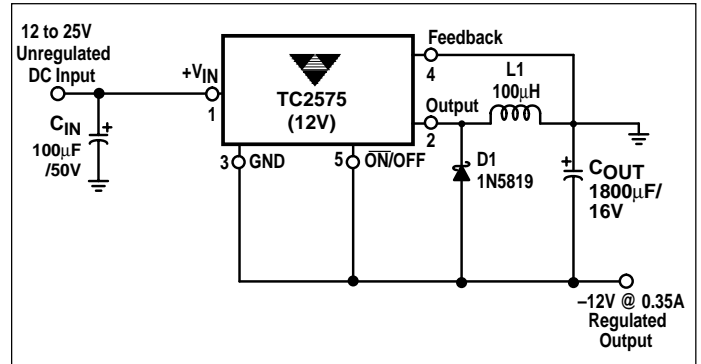 12 to 25V
Unregulated
DC Input
+VIN
1
CIN
100µF
/50V
TC2575
(12V)
Feedback
4
Output
2
L1
100µH
3 GND
5 ON/OFF
D1
1N5819
COUT
1800µF/
16V
–12V @ 0.35A
Regulated
Output